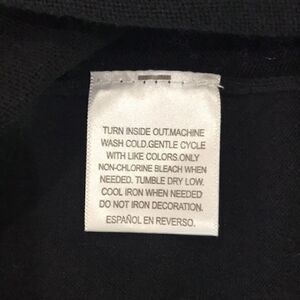 TURN INSIDE OUT.MACHINE
WASH COLD.GENTLE CYCLE
WITH LIKE COLORS.ONLY
NON-CHLORINE BLEACH WHEN
NEEDED. TUMBLE DRY LOW.
COOL IRON WHEN NEEDED
DO NOT IRON DECORATION.
ESPAÑOL EN REVERSO.